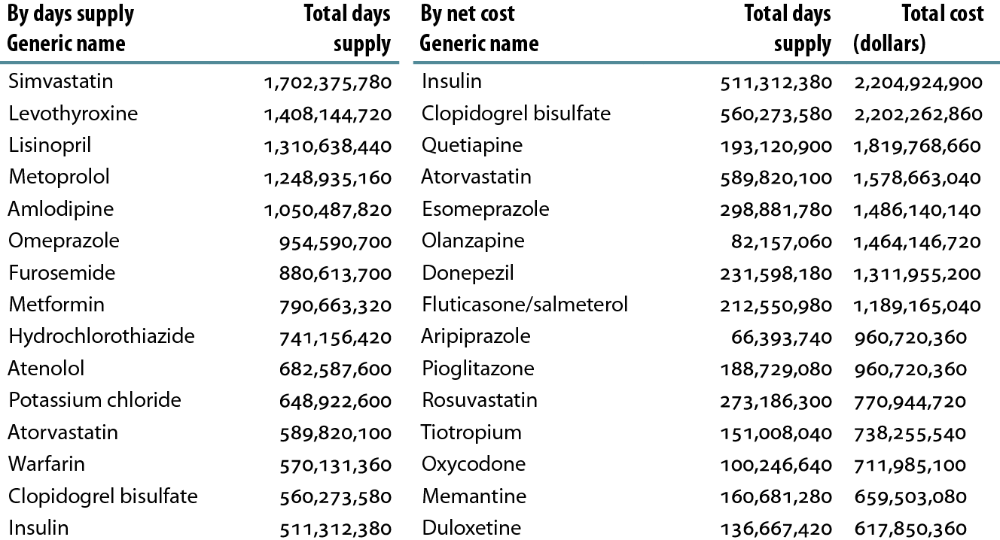 By days supply Total days By net cost Total days Total cost
Generic name supply Generic name supply (dollars)
Simvastatin 1,702,375,780 Insulin 511,312,380 2,204,924,900
Levothyroxine 1,408,144,720 Clopidogrel bisulfate 560,273,580 2,202,262,860
Lisinopril 1,310,638,440 Quetiapine 193,120,900 1,819,768,660
Metoprolol 1,248,935,160 Atorvastatin 589,820,100 1,578,663,040
Amlodipine 1,050,487,820 Esomeprazole 298,881,780 1,486,140,140
Omeprazole 954,590,700 Olanzapine 82,157,060 1,464,146,720
Furosemide 880,613,700 Donepezil 231,598,180 1,311,955,200
Metformin 790,663,320 Fluticasone/salmeterol 212,550,980 1,189,165,040
Hydrochlorothiazide 741,156,420 Aripiprazole 66,393,740 960,720,360
Atenolol 682,587,600 Pioglitazone 188,729,080 960,720,360
Potassium chloride 648,922,600 Rosuvastatin 273,186,300 770,944,720
Atorvastatin 589,820,100 Tiotropium 151,008,040 738,255,540
Warfarin 570,131,360 Oxycodone 100,246,640 711,985,100
Clopidogrel bisulfate 560,273,580 Memantine 160,681,280 659,503,080
Insulin 511,312,380 Duloxetine 136,667,420 617,850,360